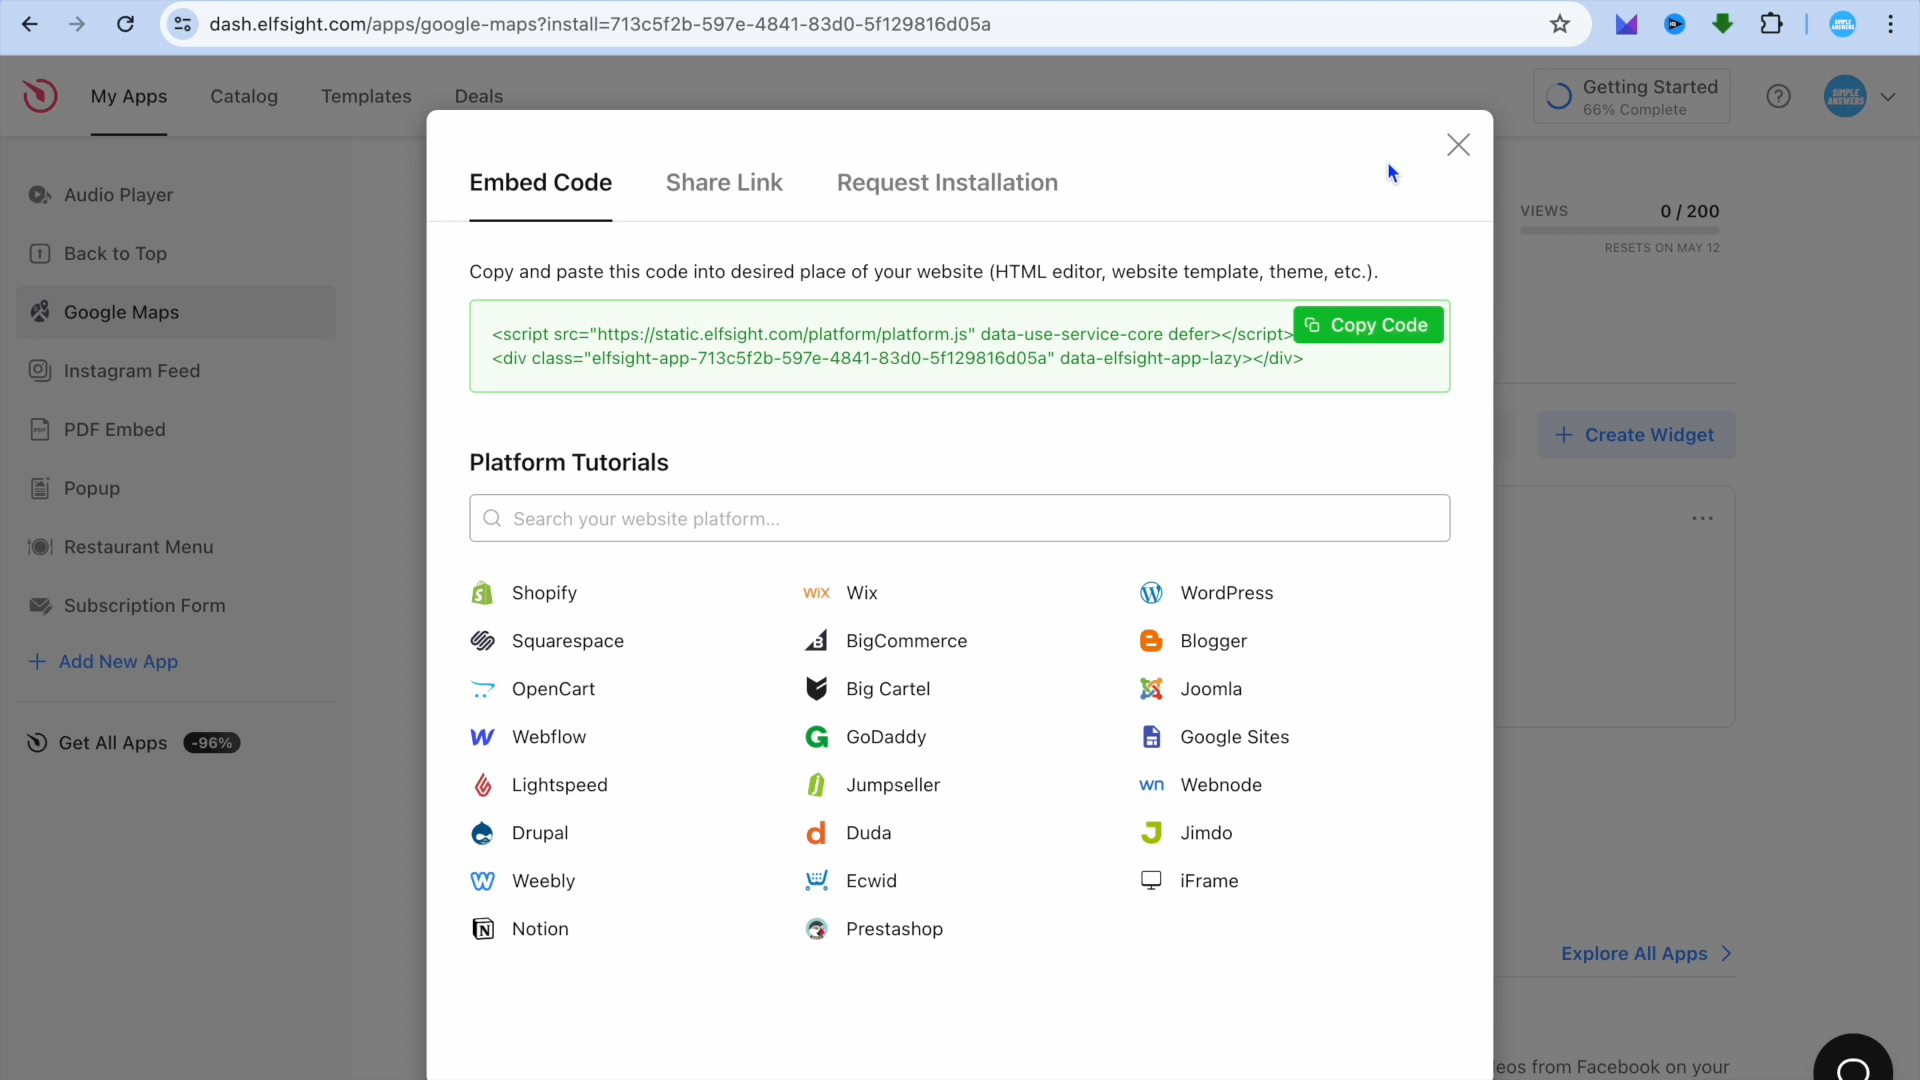 dash.elfsight.com/apps/google-maps?install=713c5f2b-597e-4841-83d0-5f129816d05a
My Apps
Catalog
Templates
Deals
Getting Started
66% Complete
SIMPLE
ANSWERS
Audio Player
Back to Top
Google Maps
Instagram Feed
PDF Embed
Popup
Restaurant Menu
Subscription Form
Add New App
Get All Apps
-96%
Embed Code
Share Link
Request Installation
Copy and paste this code into desired place of your website (HTML editor, website template, theme, etc.).
<script src="https://static.elfsight.com/platform/platform.js" data-use-service-core defer></script>
<div class="elfsight-app-713c5f2b-597e-4841-83d0-5f129816d05a" data-elfsight-app-lazy></div>
Copy Code
Platform Tutorials
Search your website platform...
Shopify
WIX Wix
WordPress
Squarespace
BigCommerce
Blogger
OpenCart
Big Cartel
Joomla
Webflow
GoDaddy
Google Sites
Lightspeed
Jumpseller
wn Webnode
Drupal
Duda
Jimdo
Weebly
Ecwid
iFrame
Notion
Prestashop
VIEWS
0 / 200
RESETS ON MAY 12
Create Widget
Explore All Apps
eos from Facebook on your